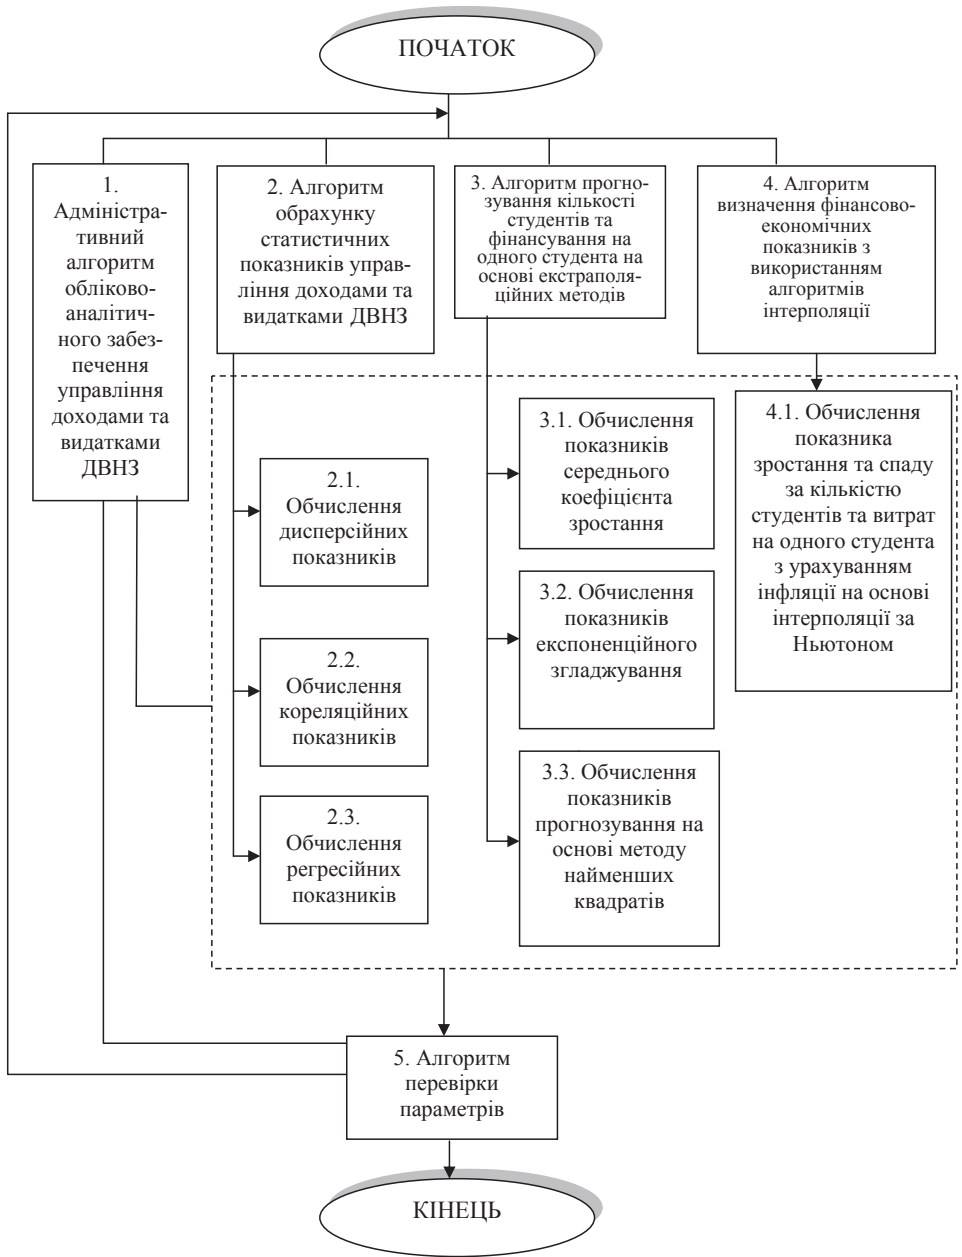 ПОЧАТОК
1.
Адміністра-
тивний
алгоритм
обліково-
аналітич-
ного забез-
печення
управління
доходами та
видатками
ДВНЗ
2. Алгоритм
обрахунку
статистичних
показників управ-
ління доходами та
видатками ДВНЗ
3. Алгоритм прогно-
зування кількості
студентів та
фінансування на
одного студента на
основі екстраполя-
ційних методів
4. Алгоритм
визначення фінансово-
економічних
показників з
використанням
алгоритмів
інтерполяції
2.1.
Обчислення
дисперсійних
показників
2.2.
Обчислення
кореляційних
показників
2.3.
Обчислення
регресійних
показників
3.1. Обчислення
показників
середнього
коефіцієнта
зростання
3.2. Обчислення
показників
експоненційного
згладжування
3.3. Обчислення
показників
прогнозування на
основі методу
найменших
квадратів
4.1. Обчислення
показника
зростання та спаду
за кількістю
студентів та витрат
на одного студента
з урахуванням
інфляції на основі
інтерполяції за
Ньютоном
5. Алгоритм
перевірки
параметрів
КІНЕЦЬ